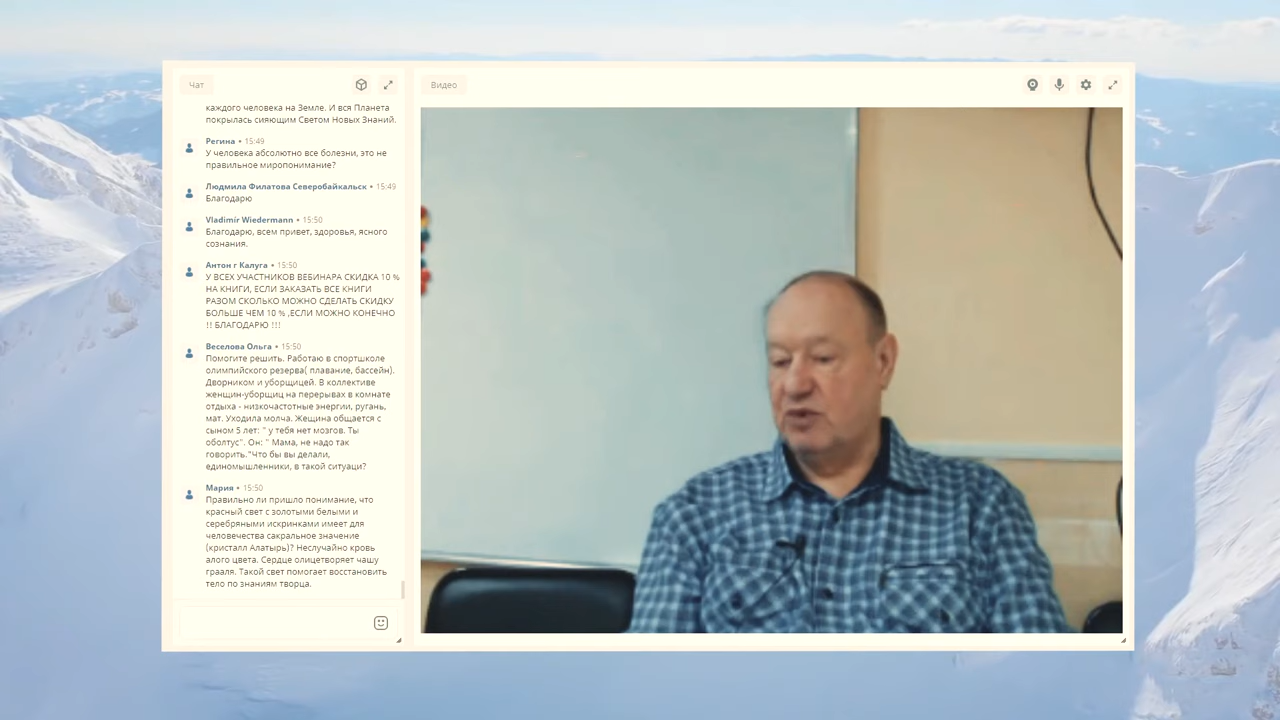 Чат
Видео
каждого человека на Земле. И вся Планета
покрылась сияющим Светом Новых Знаний.
Регина • 15:49
У человека абсолютно все болезни, это не
правильное миропонимание?
Людмила Филатова Северобайкальск • 15:49
Благодарю
Vladimír Wiedermann • 15:50
Благодарю, всем привет, здоровья, ясного
сознания.
Антон г Калуга • 15:50
У ВСЕХ УЧАСТНИКОВ ВЕБИНАРА СКИДКА 10 %
НА КНИГИ, ЕСЛИ ЗАКАЗАТЬ ВСЕ КНИГИ
РАЗОМ СКОЛЬКО МОЖНО СДЕЛАТЬ СКИДКУ
БОЛЬШЕ ЧЕМ 10 % ,ЕСЛИ МОЖНО КОНЕЧНО
!! БЛАГОДАРЮ !!!
Веселова Ольга • 15:50
Помогите решить. Работаю в спортшколе
олимпийского резерва( плавание, бассейн).
Дворником и уборщицей. В коллективе
женщин-уборщиц на перерывах в комнате
отдыха - низкочастотные энергии, ругань,
мат. Уходила молча. Жещина общается с
сыном 5 лет: " у тебя нет мозгов. Ты
оболтус". Он: " Мама, не надо так
говорить."Что бы вы делали,
единомышленники, в такой ситуаци?
Мария • 15:50
Правильно ли пришло понимание, что
красный свет с золотыми белыми и
серебряными искринками имеет для
человечества сакральное значение
(кристалл Алатырь)? Неслучайно кровь
алого цвета. Сердце олицетворяет чашу
грааля. Такой свет помогает восстановить
тело по знаниям творца.